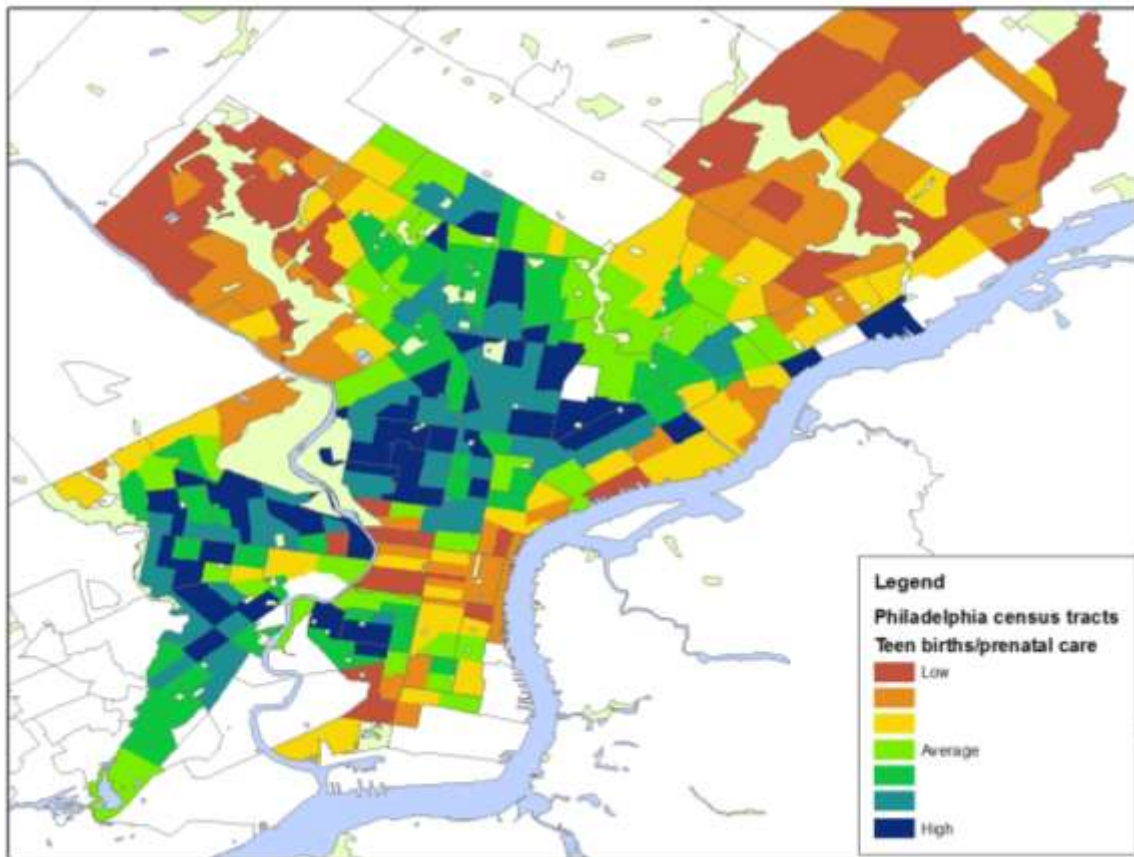 Legend
Philadelphia census tracts
Teen births/prenatal care
Low
Average
High